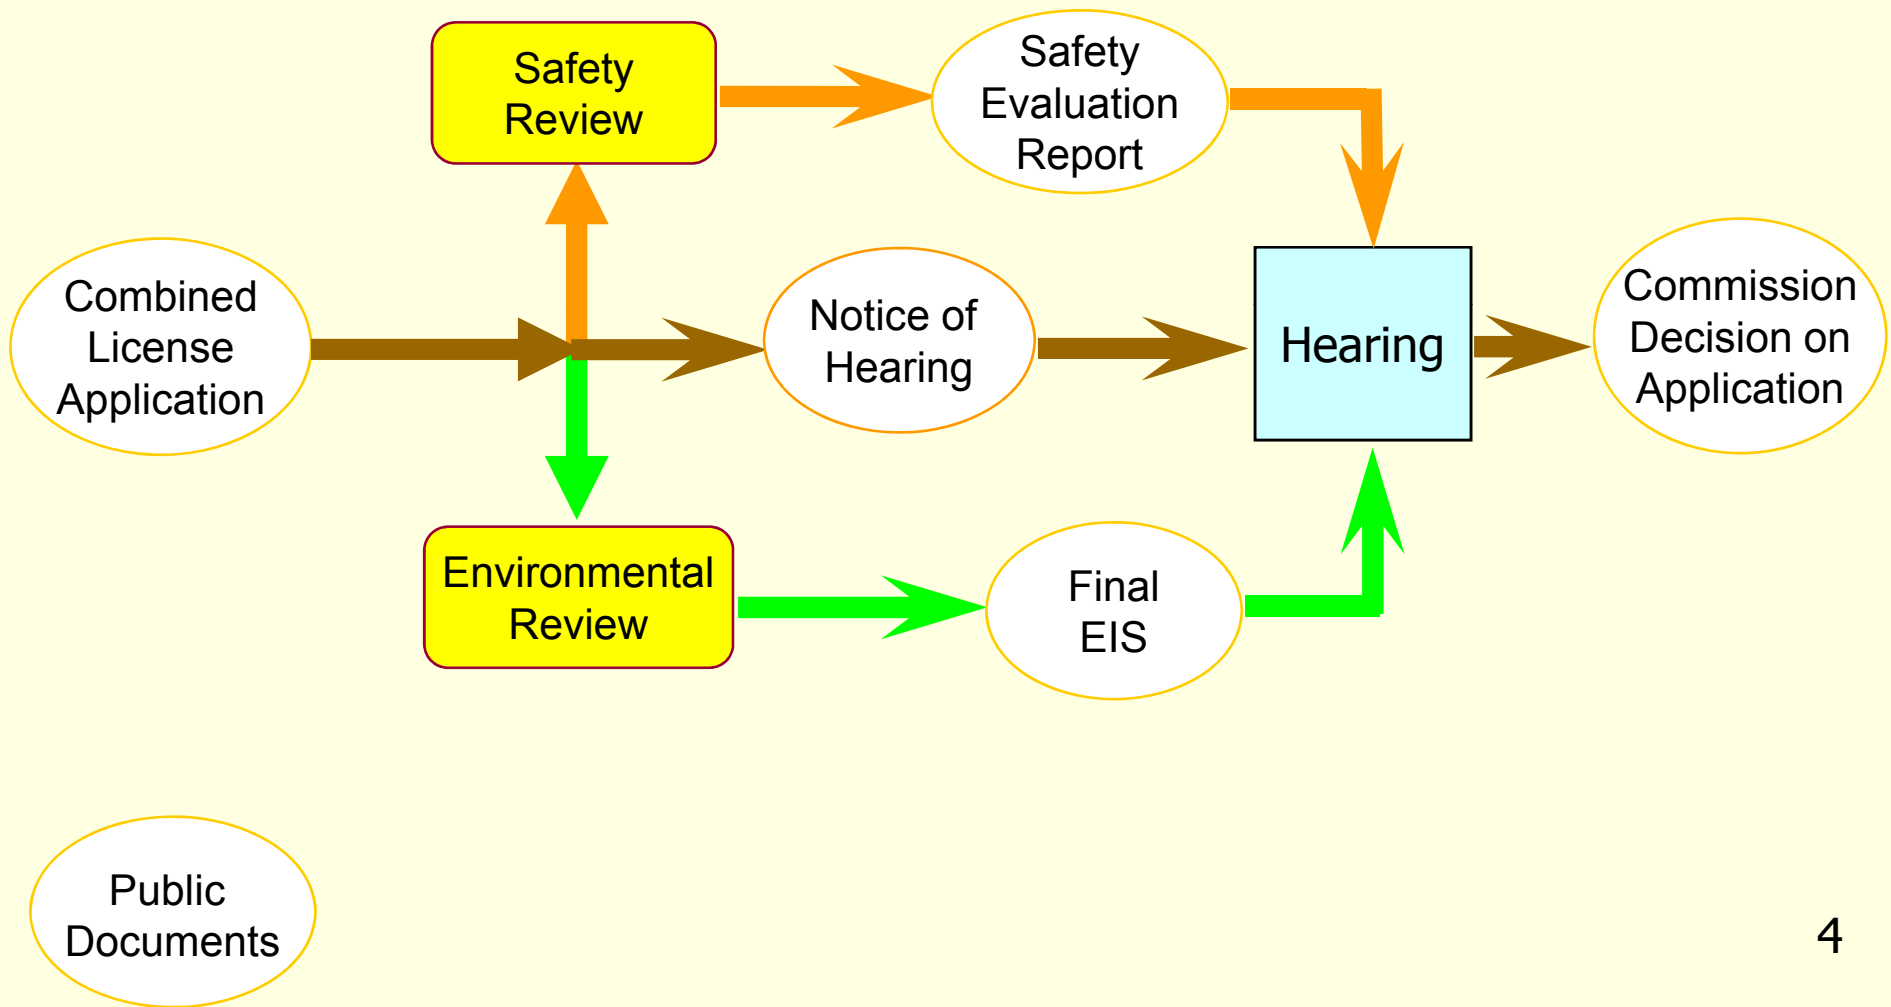 Safety
Review
Safety
Evaluation
Report
Combined
License
Application
Notice of
Hearing
Hearing
Commission
Decision on
Application
Environmental
Review
Final
EIS
Public
Documents
4